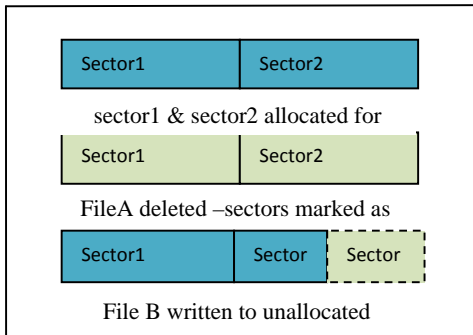 Sector1 Sector2
sector1 & sector2 allocated for
Sector1 Sector2
FileA deleted –sectors marked as
Sector1 Sector Sector
File B written to unallocated